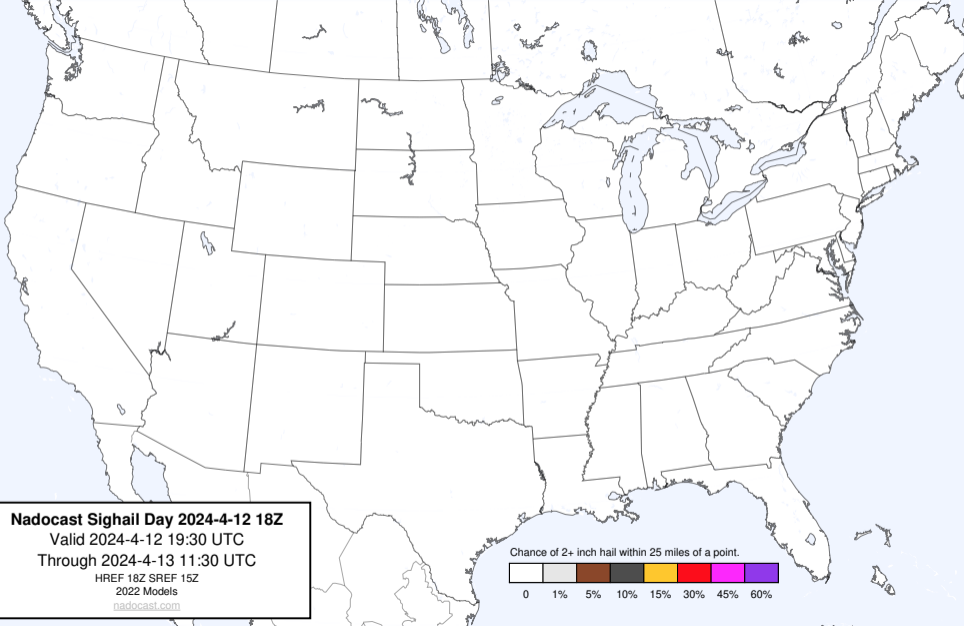 Nadocast Sighail Day 2024-4-12 18Z
Valid 2024-4-12 19:30 UTC
Through 2024-4-13 11:30 UTC
HREF 18Z SREF 15Z
2022 Models
nadocast.com
Chance of 2+ inch hail within 25 miles of a point.
0 1% 5% 10% 15% 30% 45% 60%